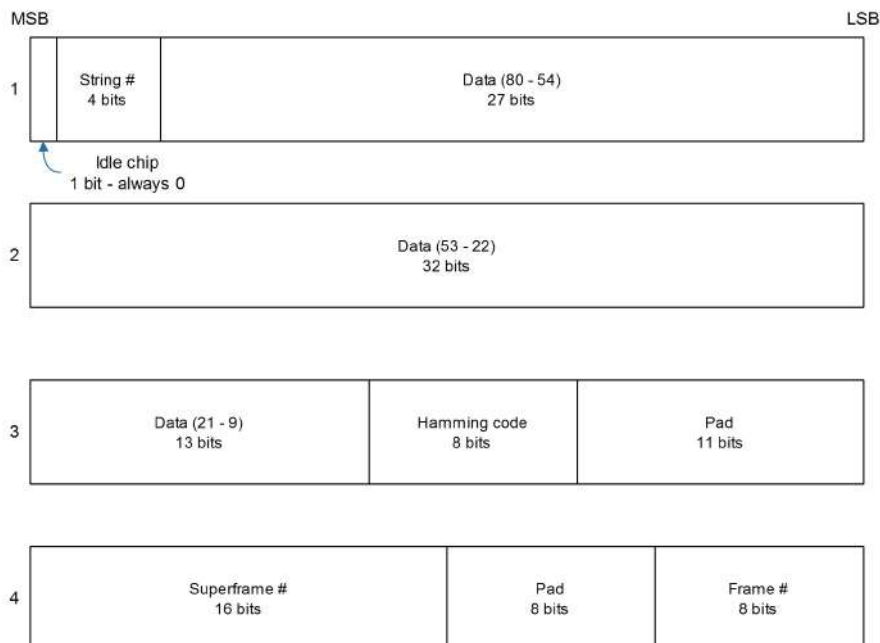 MSB
LSB
1
String #
4 bits
Data (80 - 54)
27 bits
Idle chip
1 bit - always 0
2
Data (53 - 22)
32 bits
3
Data (21 - 9)
13 bits
Hamming code
8 bits
Pad
11 bits
4
Superframe #
16 bits
Pad
8 bits
Frame #
8 bits